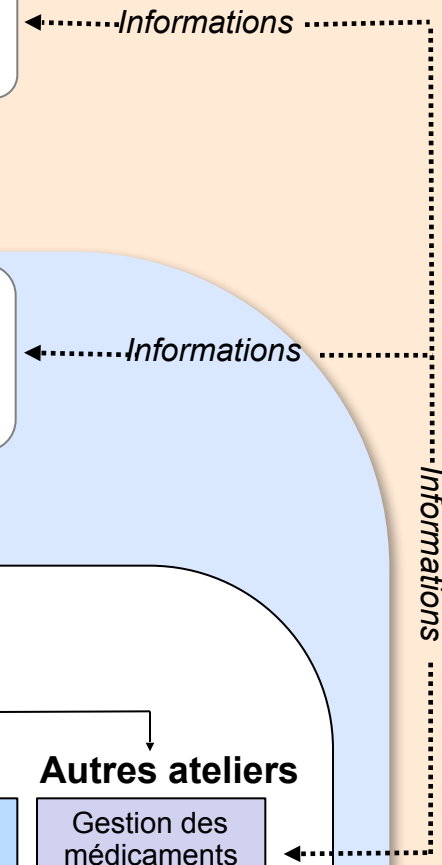 Informations
Informations
Informations
Autres ateliers
Gestion des
médicaments